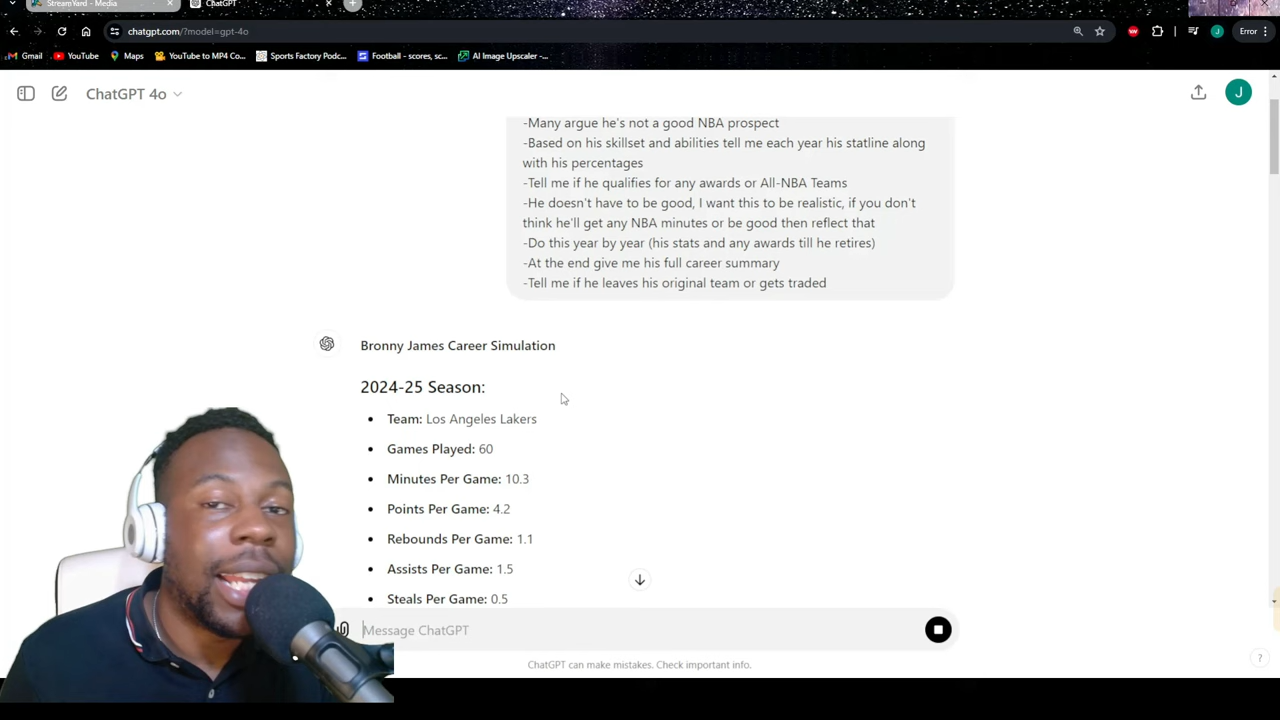 StreamYard - Media
ChatGPT
chatgpt.com/?model=gpt-4o
Error
Gmail
YouTube
Maps
YouTube to MP4 Co...
Sports Factory Podc...
Football - scores, sc...
AI Image Upscaler -...
ChatGPT 4o
J
-Many argue he's not a good NBA prospect
-Based on his skillset and abilities tell me each year his statline along
with his percentages
-Tell me if he qualifies for any awards or All-NBA Teams
-He doesn't have to be good, I want this to be realistic, if you don't
think he'll get any NBA minutes or be good then reflect that
-Do this year by year (his stats and any awards till he retires)
-At the end give me his full career summary
-Tell me if he leaves his original team or gets traded
Bronny James Career Simulation
2024-25 Season:
• Team: Los Angeles Lakers
• Games Played: 60
• Minutes Per Game: 10.3
• Points Per Game: 4.2
• Rebounds Per Game: 1.1
• Assists Per Game: 1.5
• Steals Per Game: 0.5
Message ChatGPT
ChatGPT can make mistakes. Check important info.
?